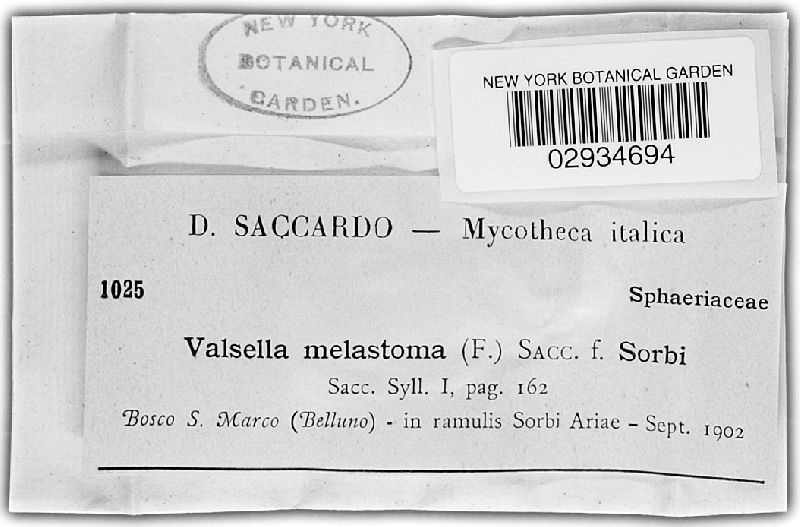 NEW YORK
BOTANICAL
GARDEN.
NEW YORK BOTANICAL GARDEN
02934694
D. SACCARDO — Mycotheca italica
1025
Sphaeriaceae
Valsella melastoma (F.) SACC. f. Sorbi
Sacc. Syll. I, pag. 162
Bosco S. Marco (Belluno) - in ramulis Sorbi Ariae - Sept. 1902